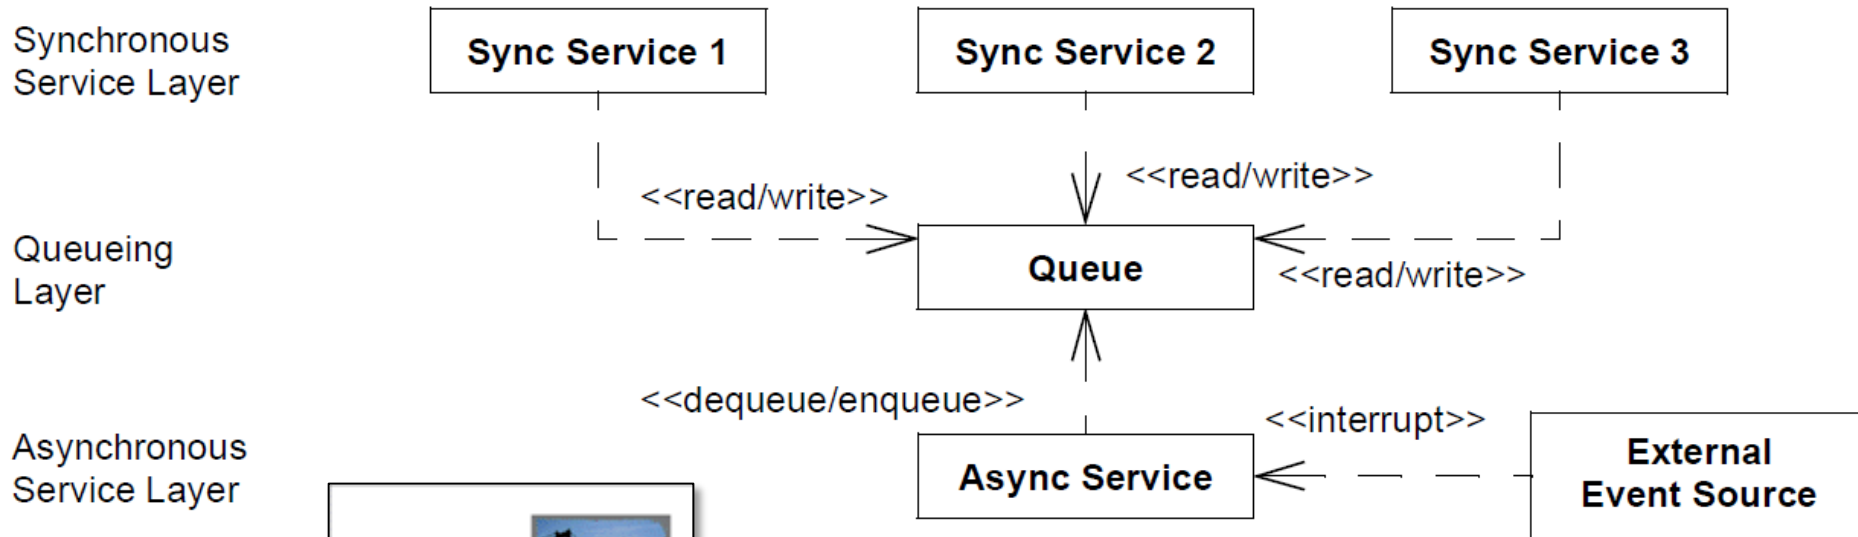 Synchronous
Service Layer
Sync Service 1
Sync Service 2
Sync Service 3
<<read/write>>
<<read/write>>
Queueing
Layer
Queue
<<read/write>>
<<dequeue/enqueue>>
<<interrupt>>
Asynchronous
Service Layer
Async Service
External
Event Source